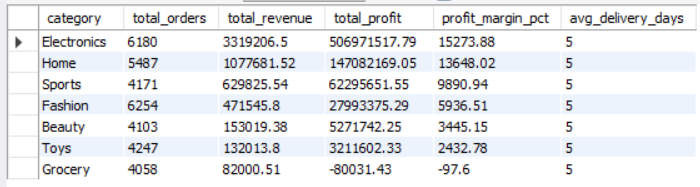 category total_orders total_revenue total_profit profit_margin_pct avg_delivery_days
Electronics 6180 3319206.5 506971517.79 15273.88 5
Home 5487 1077681.52 147082169.05 13648.02 5
Sports 4171 629825.54 62295651.55 9890.94 5
Fashion 6254 471545.8 27993375.29 5936.51 5
Beauty 4103 153019.38 5271742.25 3445.15 5
Toys 4247 132013.8 3211602.33 2432.78 5
Grocery 4058 82000.51 -80031.43 -97.6 5